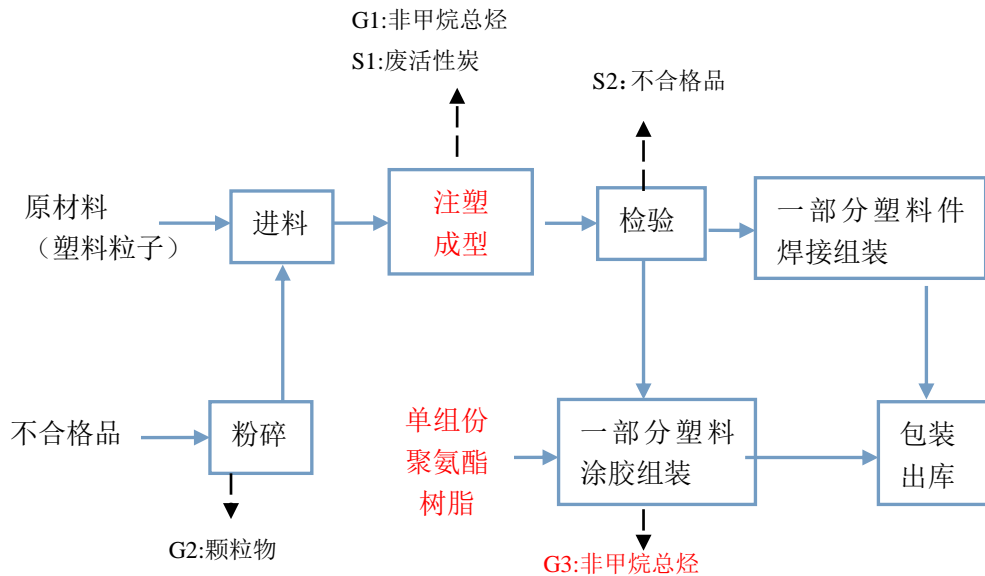 G1:非甲烷总烃
S1:废活性炭
S2：不合格品
原材料
（塑料粒子）
进料
注塑
成型
检验
一部分塑料件
焊接组装
不合格品
粉碎
单组份
聚氨酯
树脂
一部分塑料
涂胶组装
包装
出库
G2:颗粒物
G3:非甲烷总烃